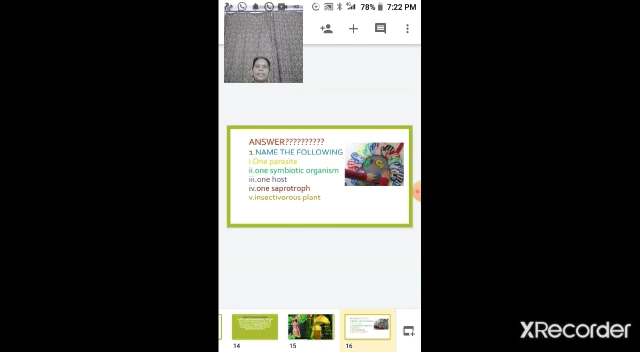 78% 7:22 PM
ANSWER??????????
1.NAME THE FOLLOWING
i.One parasite
ii.one symbiotic organism
iii.one host
iv.one saprotroph
v.insectivorous plant
14
15
16
XRecorder